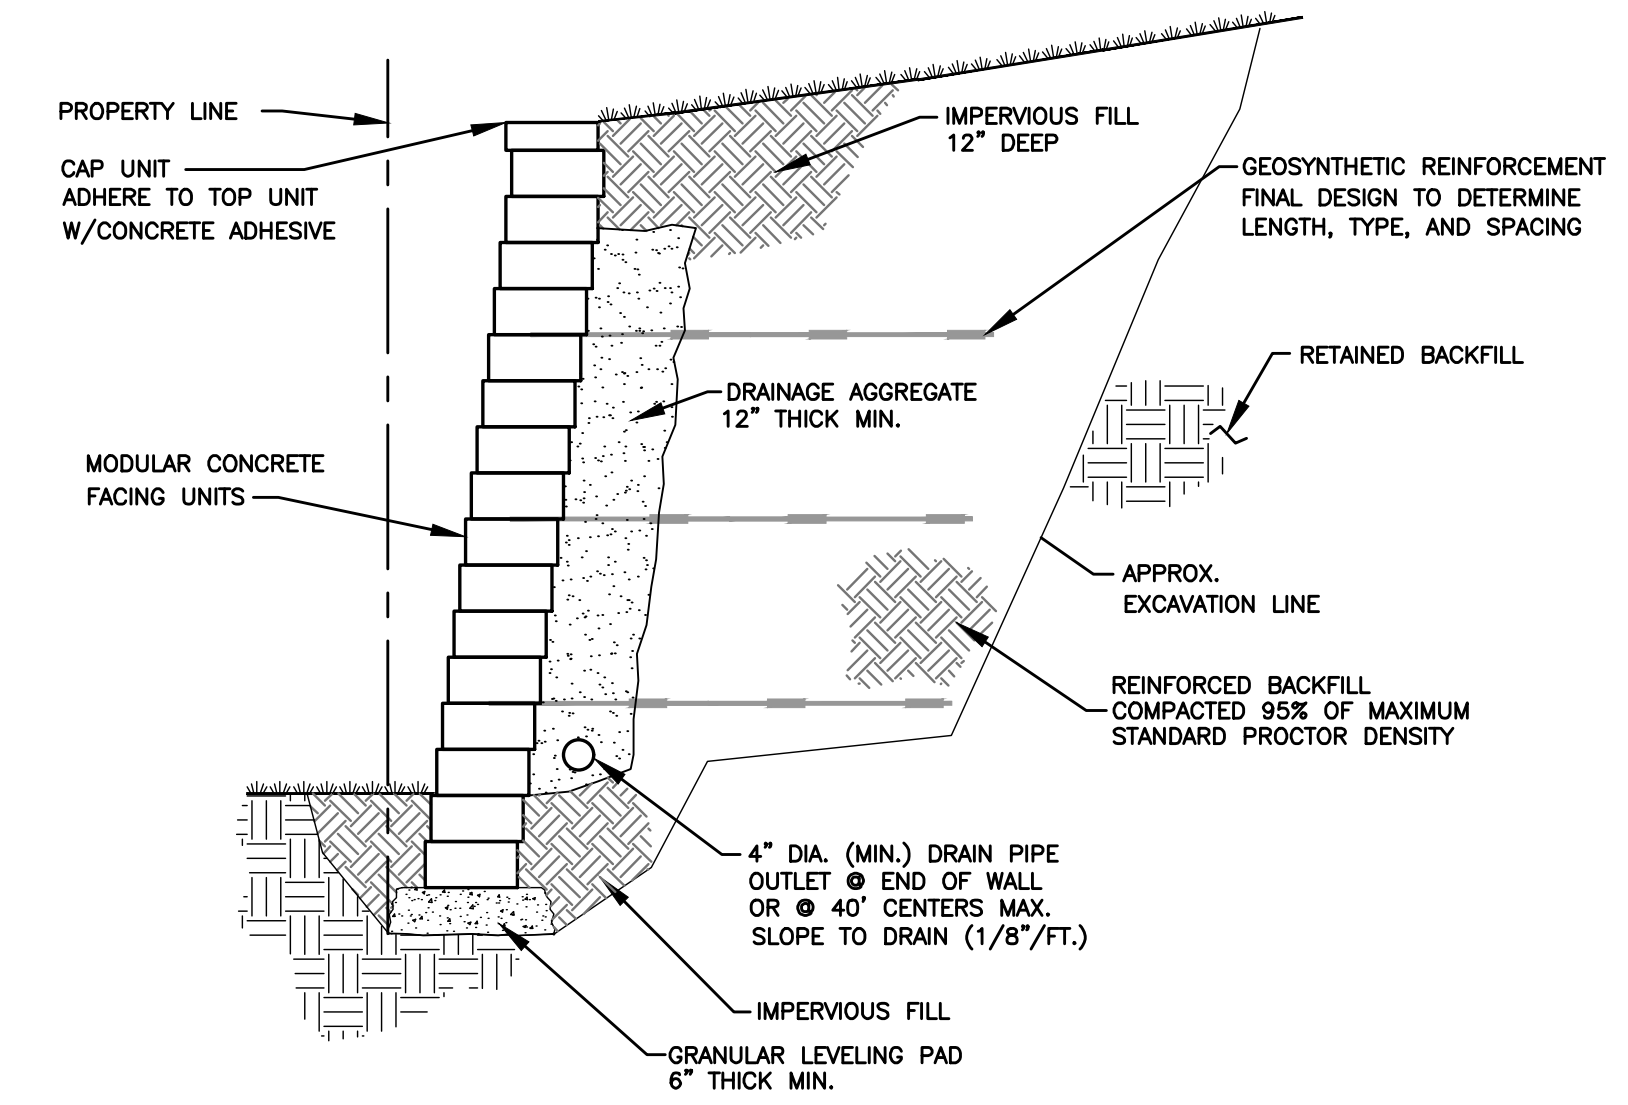 PROPERTY LINE
CAP UNIT
ADHERE TO TOP UNIT
W/CONCRETE ADHESIVE
IMPERVIOUS FILL
12" DEEP
GEOSYNTHETIC REINFORCEMENT
FINAL DESIGN TO DETERMINE
LENGTH, TYPE, AND SPACING
RETAINED BACKFILL
DRAINAGE AGGREGATE
12" THICK MIN.
MODULAR CONCRETE
FACING UNITS
APPROX.
EXCAVATION LINE
REINFORCED BACKFILL
COMPACTED 95% OF MAXIMUM
STANDARD PROCTOR DENSITY
4" DIA. (MIN.) DRAIN PIPE
OUTLET @ END OF WALL
OR @ 40' CENTERS MAX.
SLOPE TO DRAIN (1/8"/FT.)
IMPERVIOUS FILL
GRANULAR LEVELING PAD
6" THICK MIN.